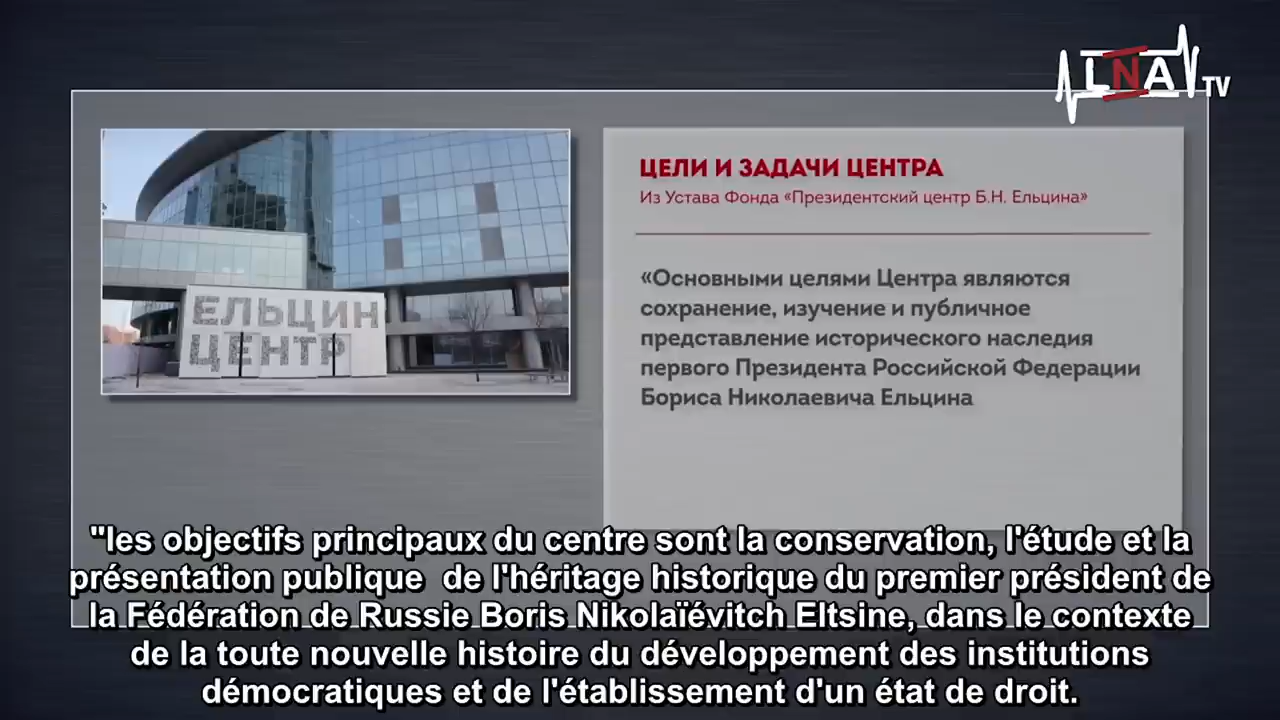 LNA TV
ЕЛЬЦИН
ЦЕНТР
ЦЕЛИ И ЗАДАЧИ ЦЕНТРА
Из Устава Фонда «Президентский центр Б.Н. Ельцина»
«Основными целями Центра являются
сохранение, изучение и публичное
представление исторического наследия
первого Президента Российской Федерации
Бориса Николаевича Ельцина
"les objectifs principaux du centre sont la conservation, l'étude et la
présentation publique  de l'héritage historique du premier président de
la Fédération de Russie Boris Nikolaïévitch Eltsine, dans le contexte
de la toute nouvelle histoire du développement des institutions
démocratiques et de l'établissement d'un état de droit.